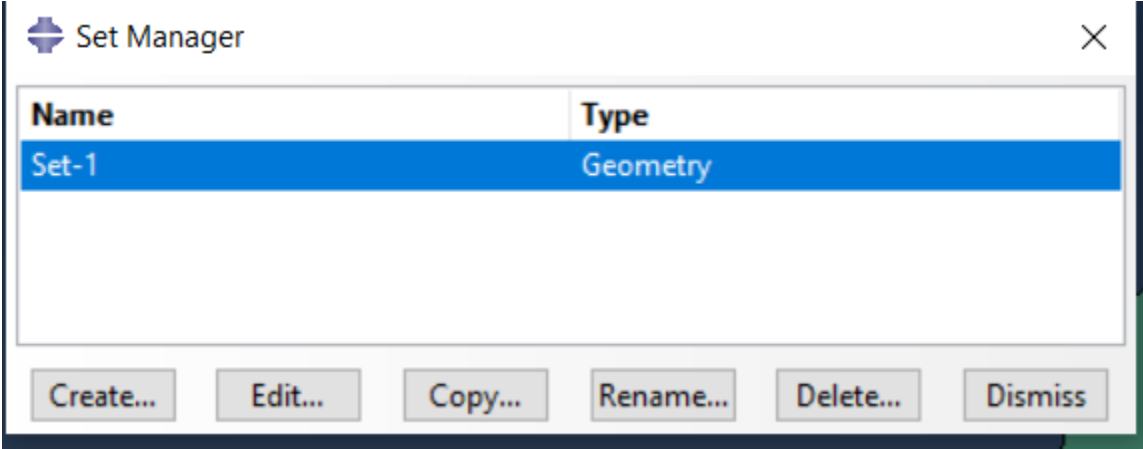 Set Manager
Name Type
Set-1 Geometry
Create... Edit... Copy... Rename... Delete... Dismiss